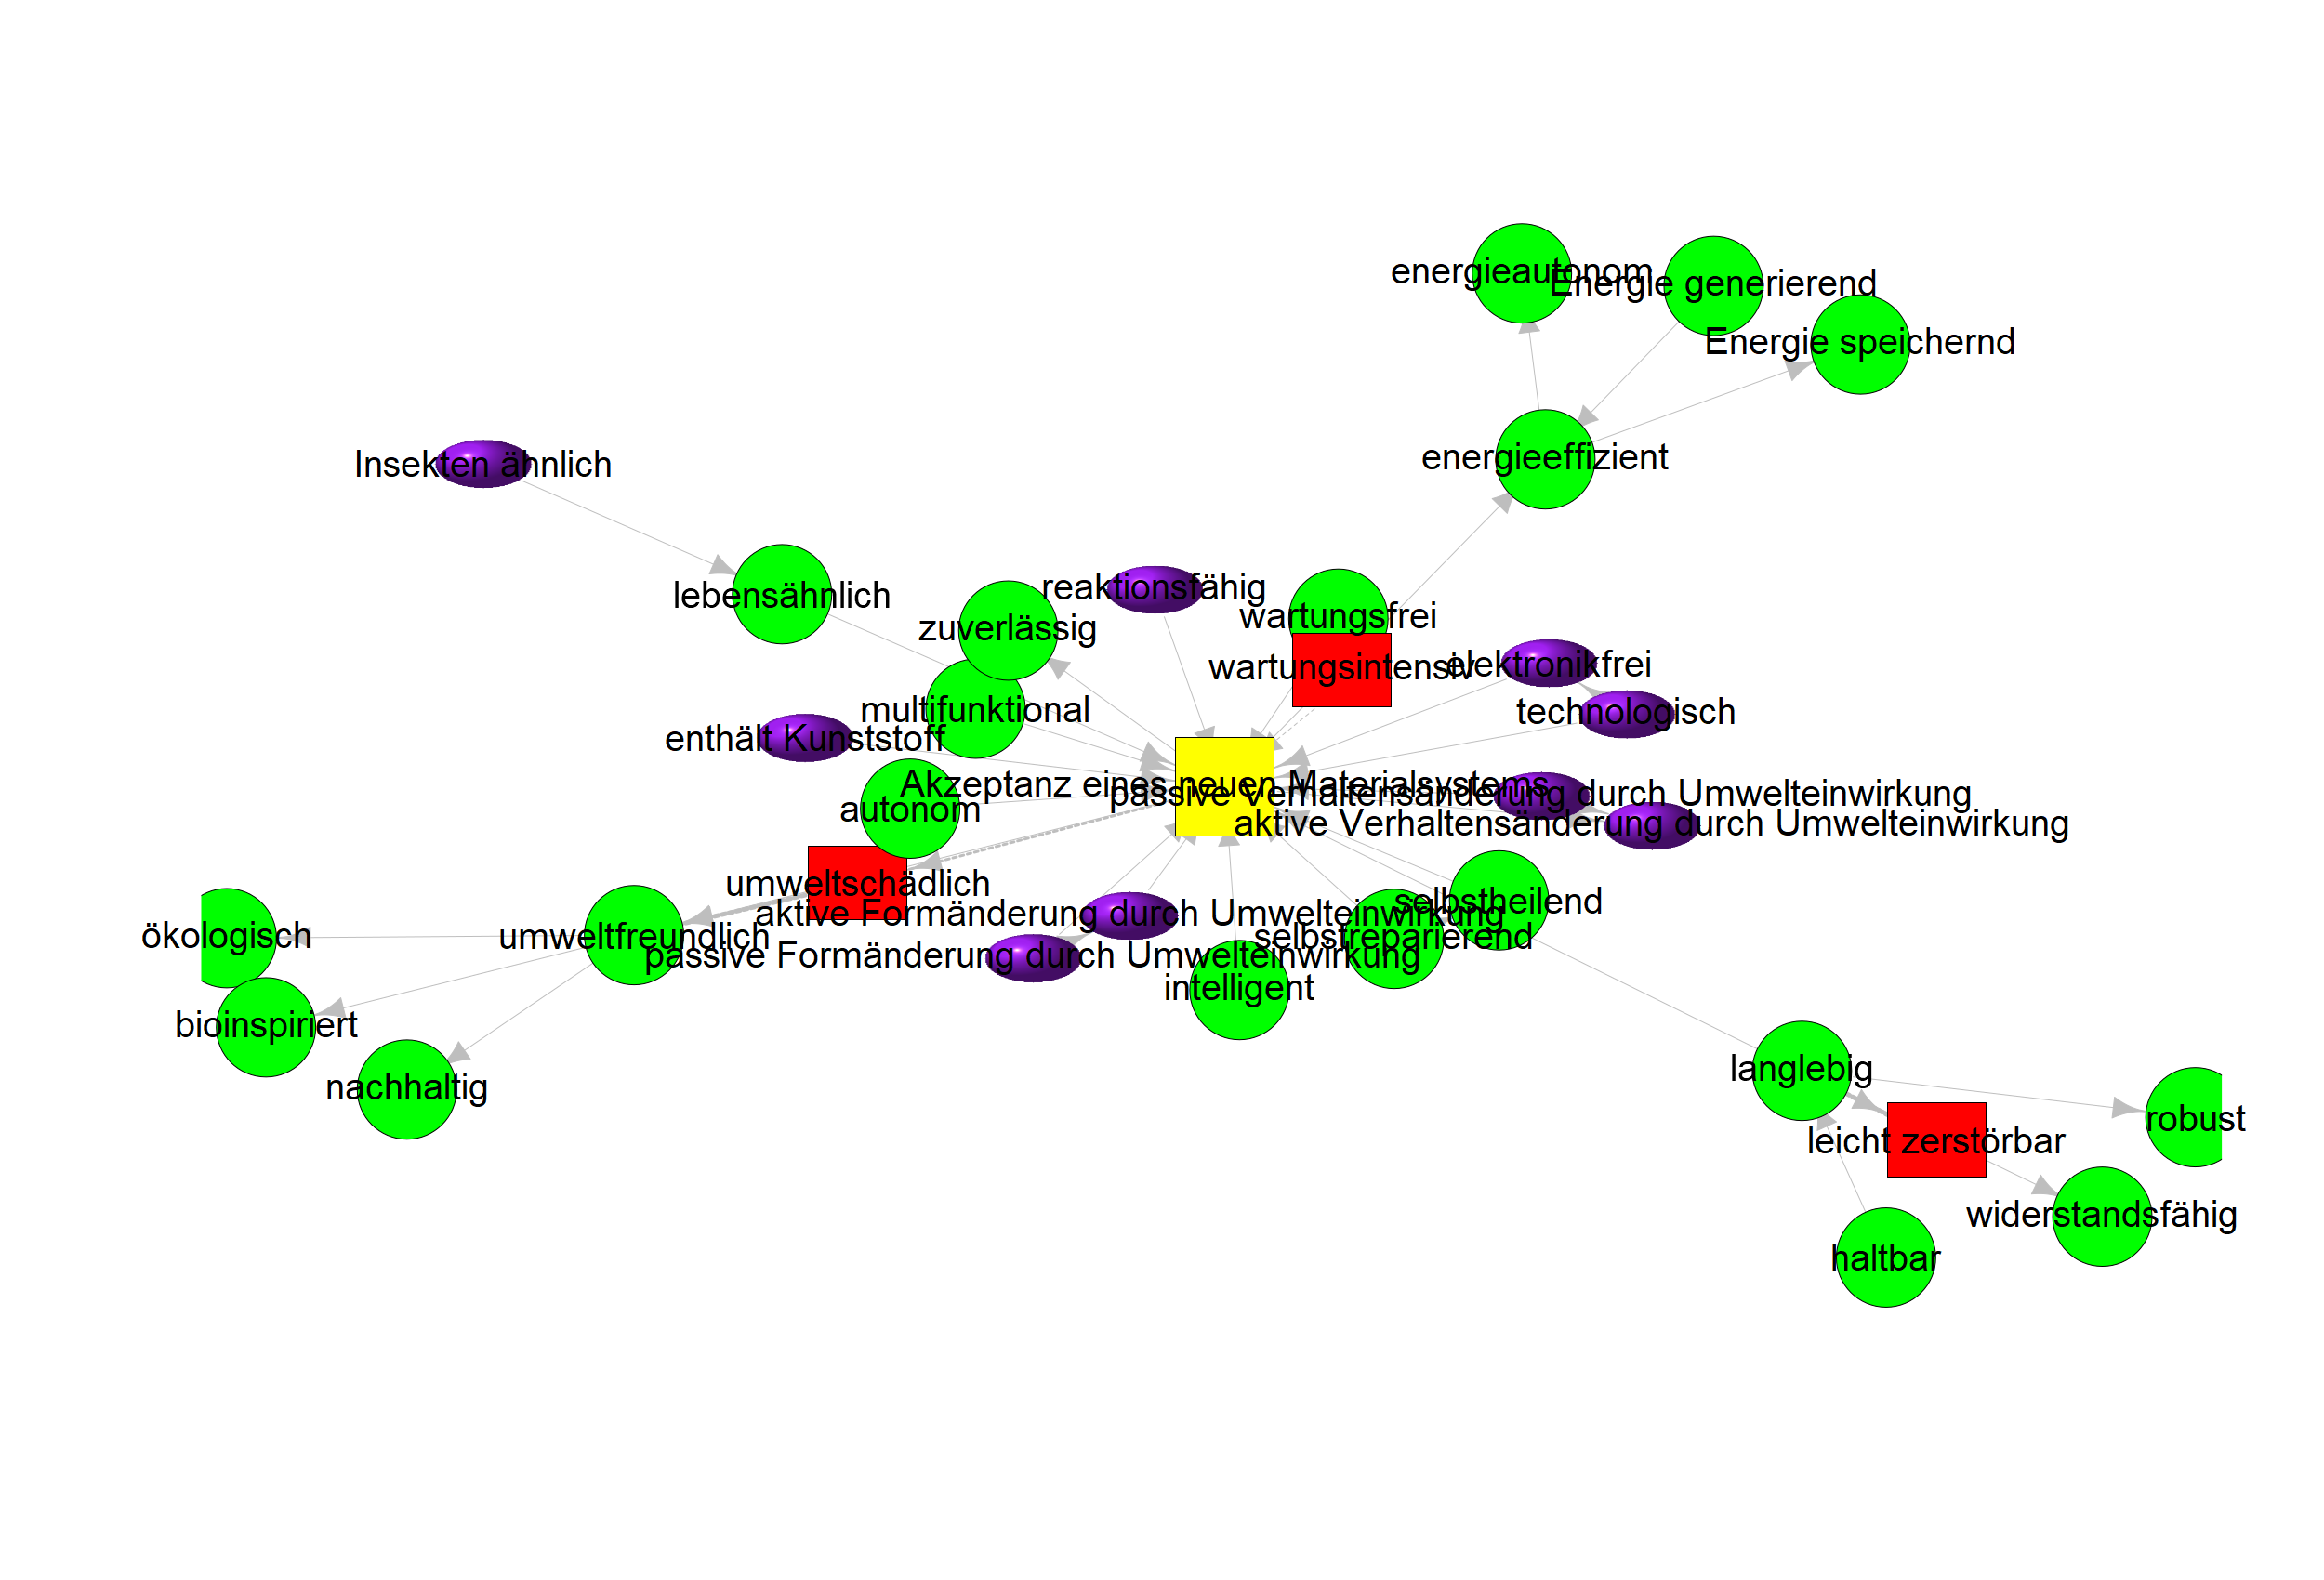 energieautonom
Energie generierend
Energie speichernd
energieeffizient
Insekten ähnlich
lebensähnlich
reaktionsfähig
zuverlässig
wartungsfrei
wartungsintensiv
elektronikfrei
multifunktional
technologisch
enthält Kunststoff
Akzeptanz eines neuen Materialsystems
passive Verhaltensänderung durch Umwelteinwirkung
autonom
aktive Verhaltensänderung durch Umwelteinwirkung
umweltschädlich
selbstheilend
aktive Formänderung durch Umwelteinwirkung
ökologisch
umweltfreundlich
selbstreparierend
passive Formänderung durch Umwelteinwirkung
intelligent
bioinspiriert
langlebig
nachhaltig
robust
leicht zerstörbar
widerstandsfähig
haltbar